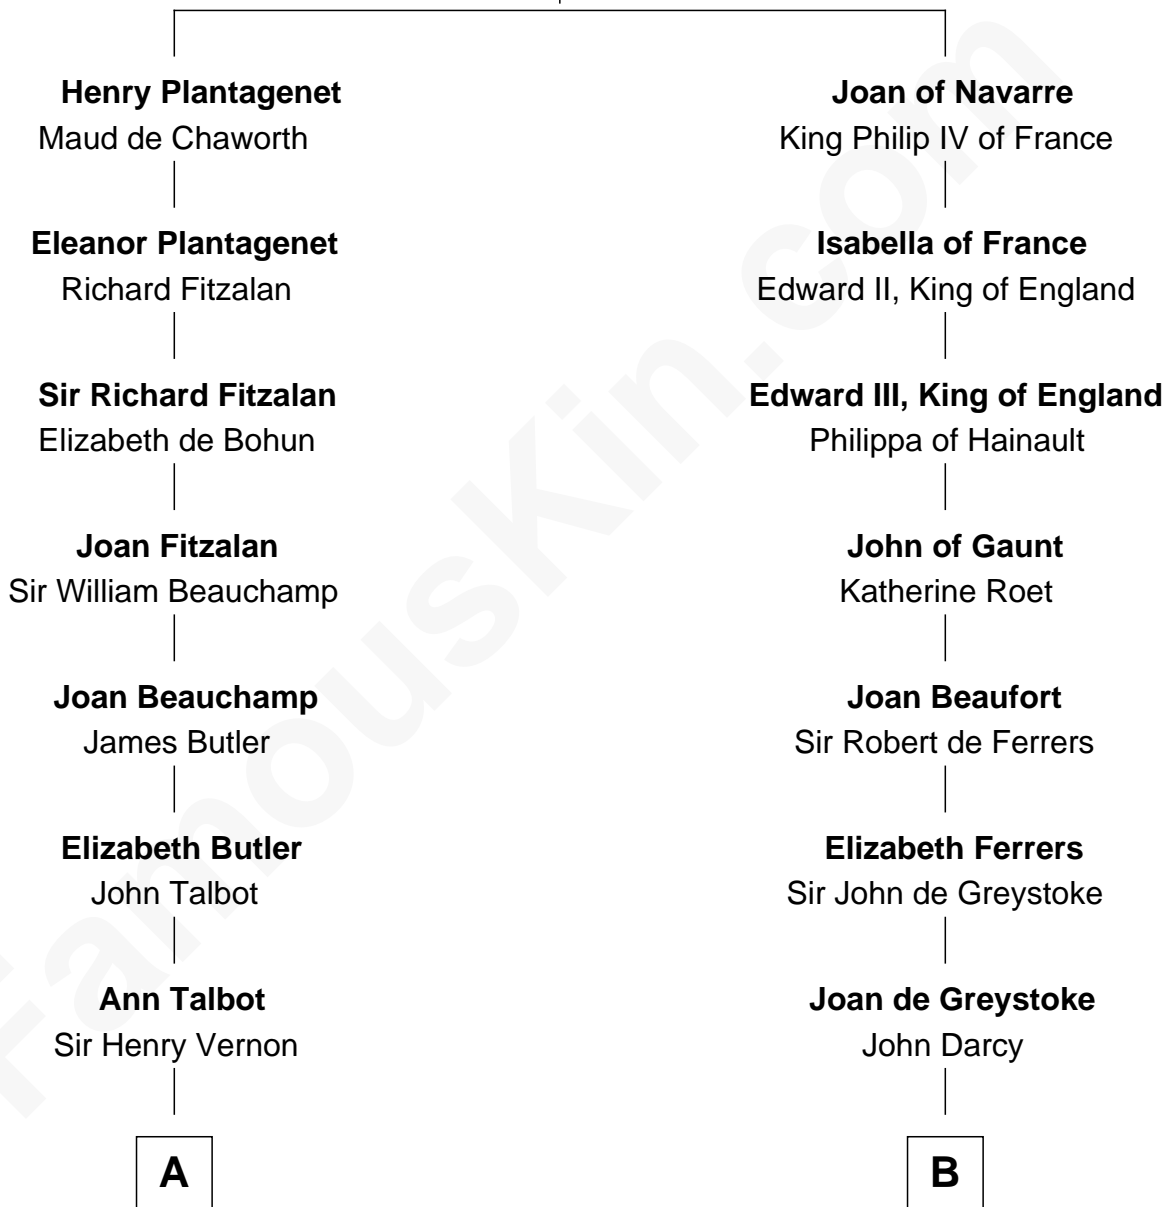 Henry Plantagenet
Maud de Chaworth
Eleanor Plantagenet
Richard Fitzalan
Sir Richard Fitzalan
Elizabeth de Bohun
Joan Fitzalan
Sir William Beauchamp
Joan Beauchamp
James Butler
Elizabeth Butler
John Talbot
Ann Talbot
Sir Henry Vernon
A
Joan of Navarre
King Philip IV of France
Isabella of France
Edward II, King of England
Edward III, King of England
Philippa of Hainault
John of Gaunt
Katherine Roet
Joan Beaufort
Sir Robert de Ferrers
Elizabeth Ferrers
Sir John de Greystoke
Joan de Greystoke
John Darcy
B
FamousKin.com